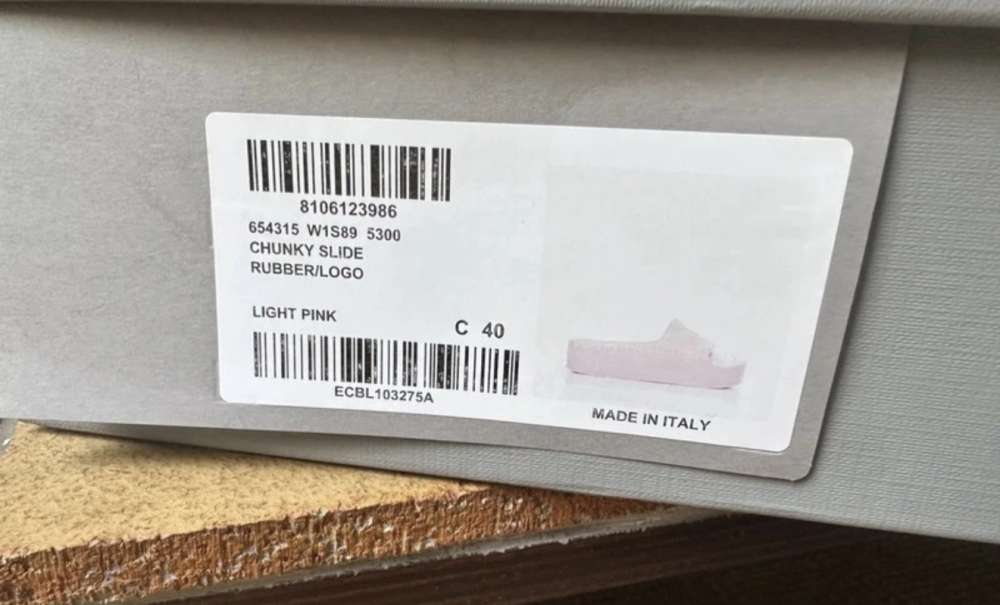 8106123986
654315 W1S89 5300
CHUNKY SLIDE
RUBBER/LOGO
LIGHT PINK
C 40
ECBL103275A
MADE IN ITALY